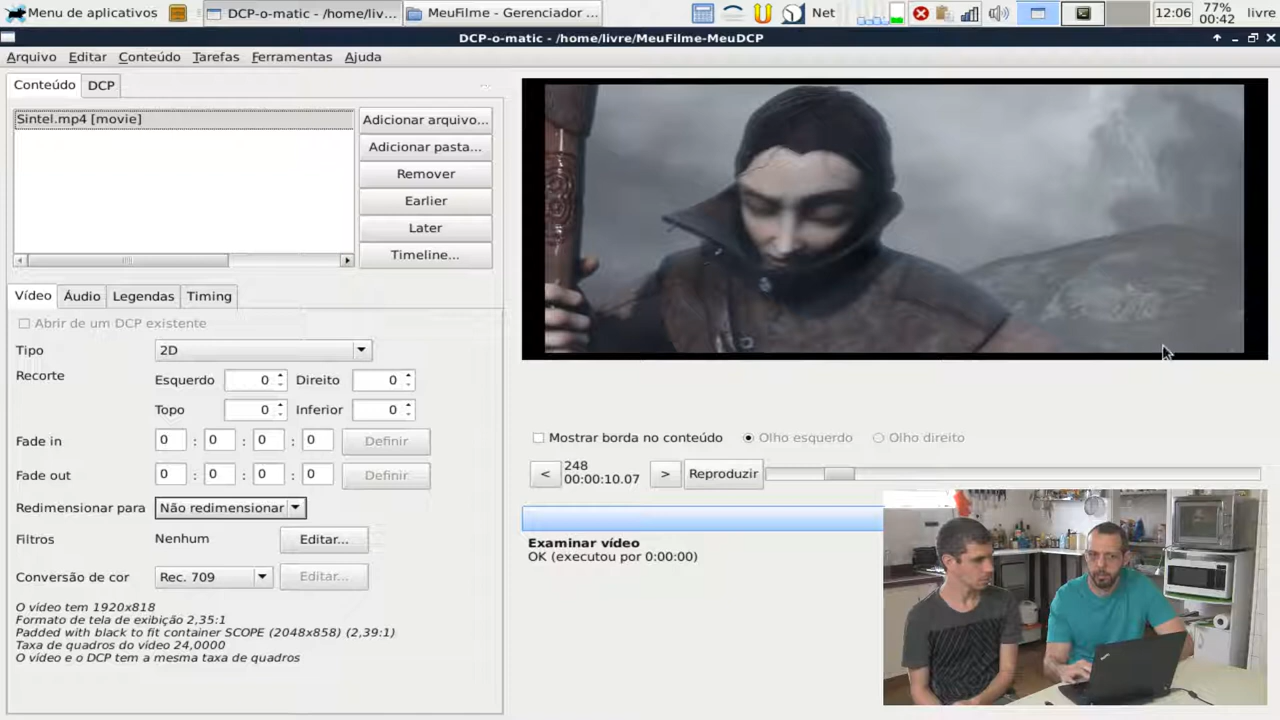 Menu de aplicativos
DCP-o-matic - /home/liv...
MeuFilme - Gerenciador ...
Net
12:06
77%
00:42
livre
DCP-o-matic - /home/livre/MeuFilme-MeuDCP
Arquivo Editar Conteúdo Tarefas Ferramentas Ajuda
Conteúdo DCP
Sintel.mp4 [movie]
Adicionar arquivo...
Adicionar pasta...
Remover
Earlier
Later
Timeline...
Vídeo Áudio Legendas Timing
Abrir de um DCP existente
Tipo 2D
Recorte
Esquerdo 0 Direito 0
Topo 0 Inferior 0
Fade in 0 : 0 : 0 : 0 Definir
Fade out 0 : 0 : 0 : 0 Definir
Redimensionar para Não redimensionar
Filtros Nenhum Editar...
Conversão de cor Rec. 709 Editar...
O vídeo tem 1920x818
Formato de tela de exibição 2,35:1
Padded with black to fit container SCOPE (2048x858) (2,39:1)
Taxa de quadros do vídeo 24,0000
O vídeo e o DCP tem a mesma taxa de quadros
Mostrar borda no conteúdo Olho esquerdo Olho direito
< 248
00:00:10.07 > Reproduzir
Examinar vídeo
OK (executou por 0:00:00)